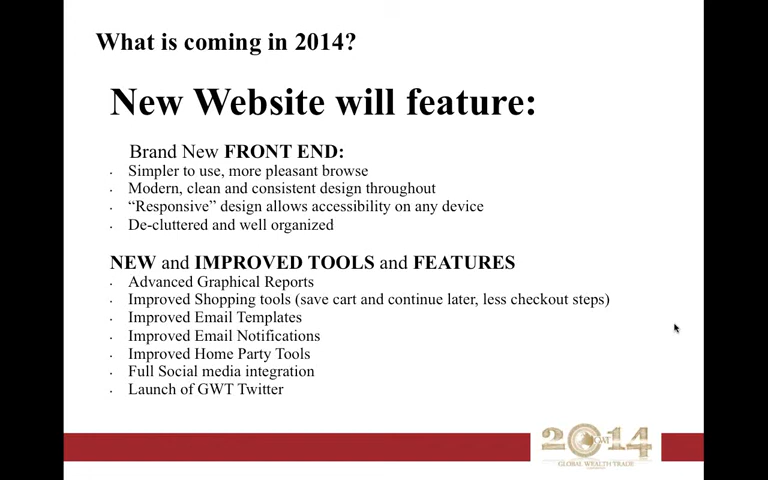 What is coming in 2014?
New Website will feature:
Brand New FRONT END:
· Simpler to use, more pleasant browse
· Modern, clean and consistent design throughout
· “Responsive” design allows accessibility on any device
· De-cluttered and well organized
NEW and IMPROVED TOOLS and FEATURES
· Advanced Graphical Reports
· Improved Shopping tools (save cart and continue later, less checkout steps)
· Improved Email Templates
· Improved Email Notifications
· Improved Home Party Tools
· Full Social media integration
· Launch of GWT Twitter
2014
GWT
GLOBAL WEALTH TRADE